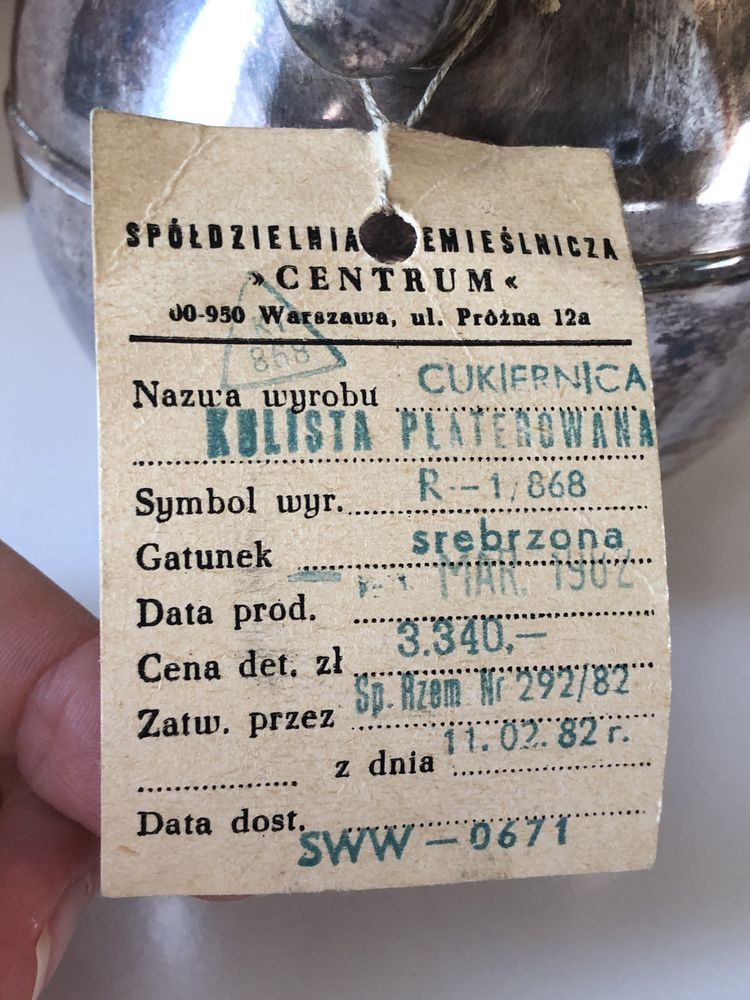 SPÓŁDZIELNIA EMIEŚLNICZA
»CENTRUM«
00-950 Warszawa, ul. Próżna 12a
868
Nazwa wyrobu CUKIERNICA
KULISTA PLATEROWANA
Symbol wyr. R-1/868
Gatunek srebrzona
Data prod. MAR. 1982
Cena det. zł 3.340,-
Zatw. przez Sp. Rzem Nr 292/82
z dnia 11.02.82 r.
Data dost.
SWW-0671